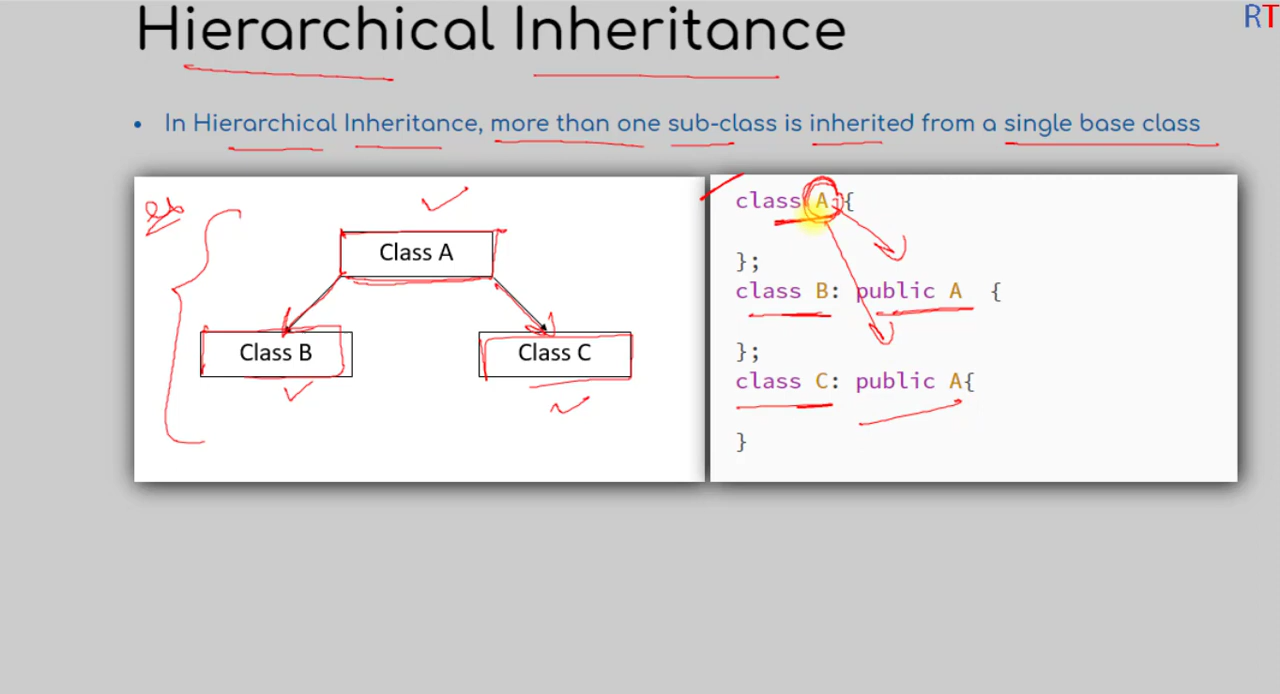 Hierarchical Inheritance
RT
• In Hierarchical Inheritance, more than one sub-class is inherited from a single base class
Class A
Class B
Class C
class A {
};
class B: public A {
};
class C: public A{
}